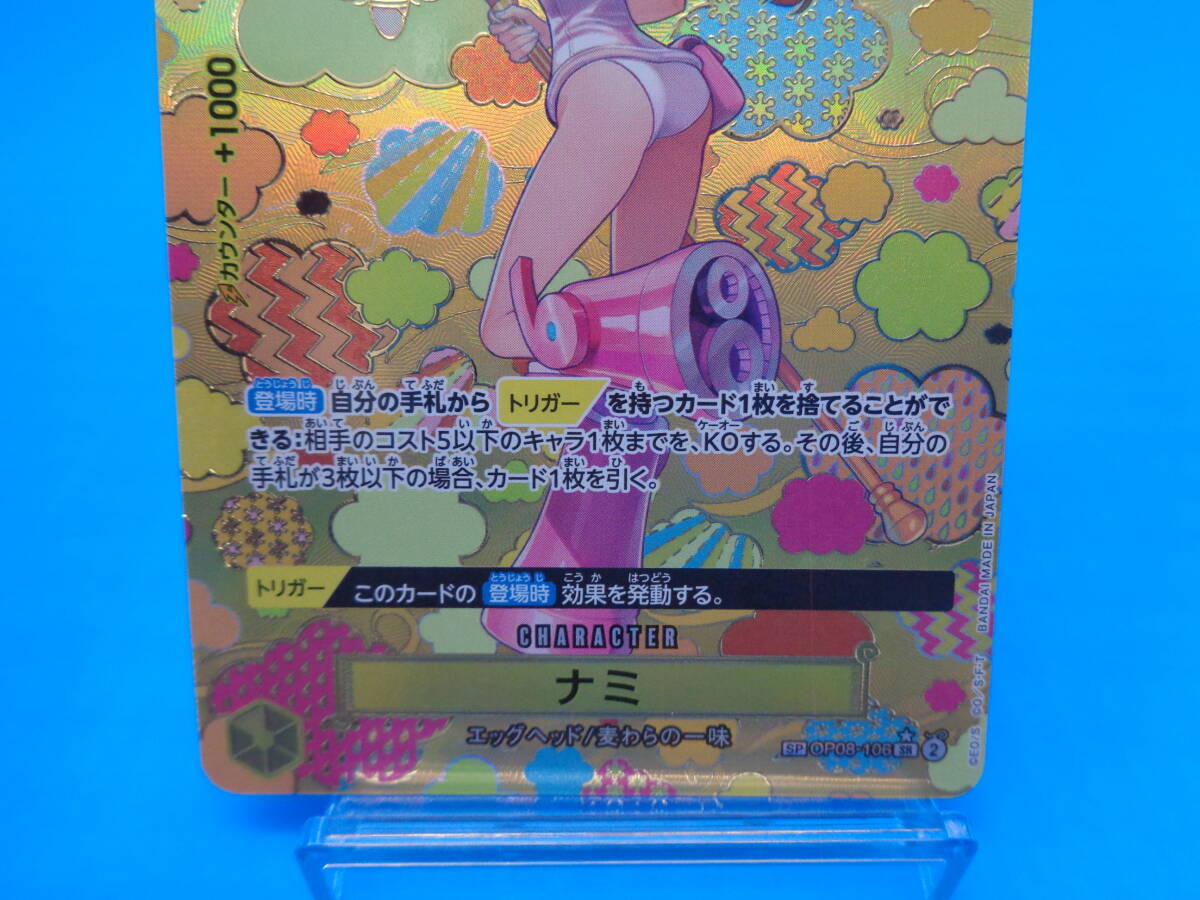 カウンター +1000
登場時 自分の手札から トリガー を持つカード1枚を捨てることがで
きる:相手のコスト5以下のキャラ1枚までを、KOする。その後、自分の
手札が3枚以下の場合、カード1枚を引く。
トリガー このカードの 登場時 効果を発動する。
CHARACTER
ナミ
エッグヘッド/麦わらの一味
SP OP08-106 SR 2
BANDAI MADE IN JAPAN